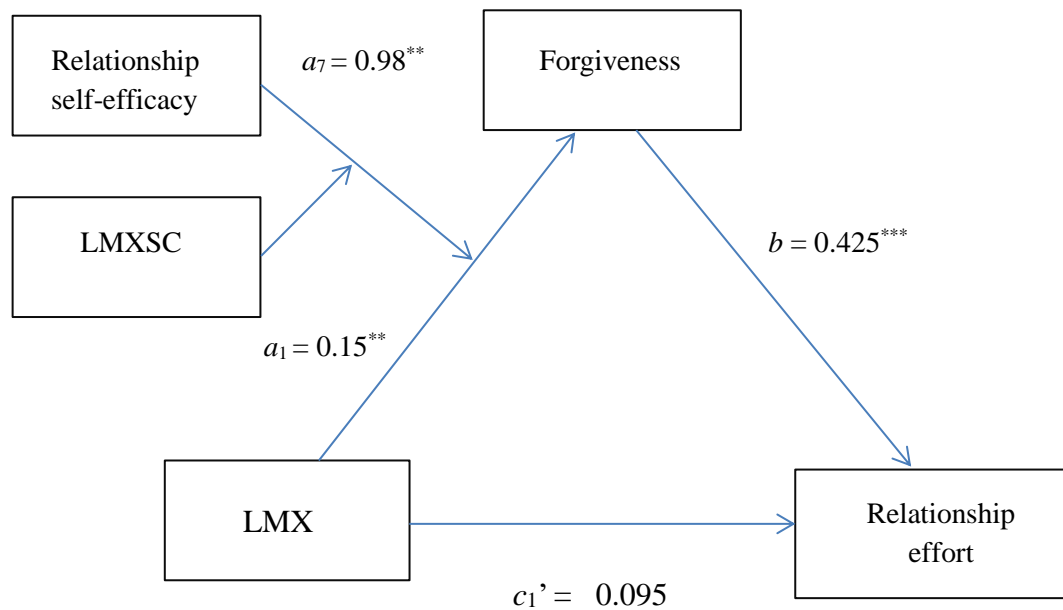 Relationship
self-efficacy
a₇ = 0.98**
Forgiveness
LMXSC
b = 0.425***
a₁ = 0.15**
LMX
Relationship
effort
c₁’ = 0.095